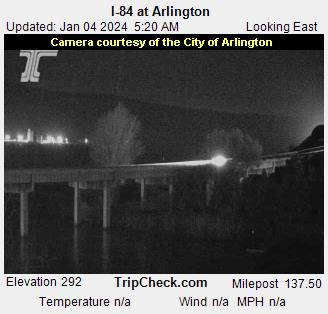 I-84 at Arlington
Updated: Jan 04 2024 5:20 AM Looking East
Camera courtesy of the City of Arlington
Elevation 292 TripCheck.com Milepost 137.50
Temperature n/a Wind n/a MPH n/a